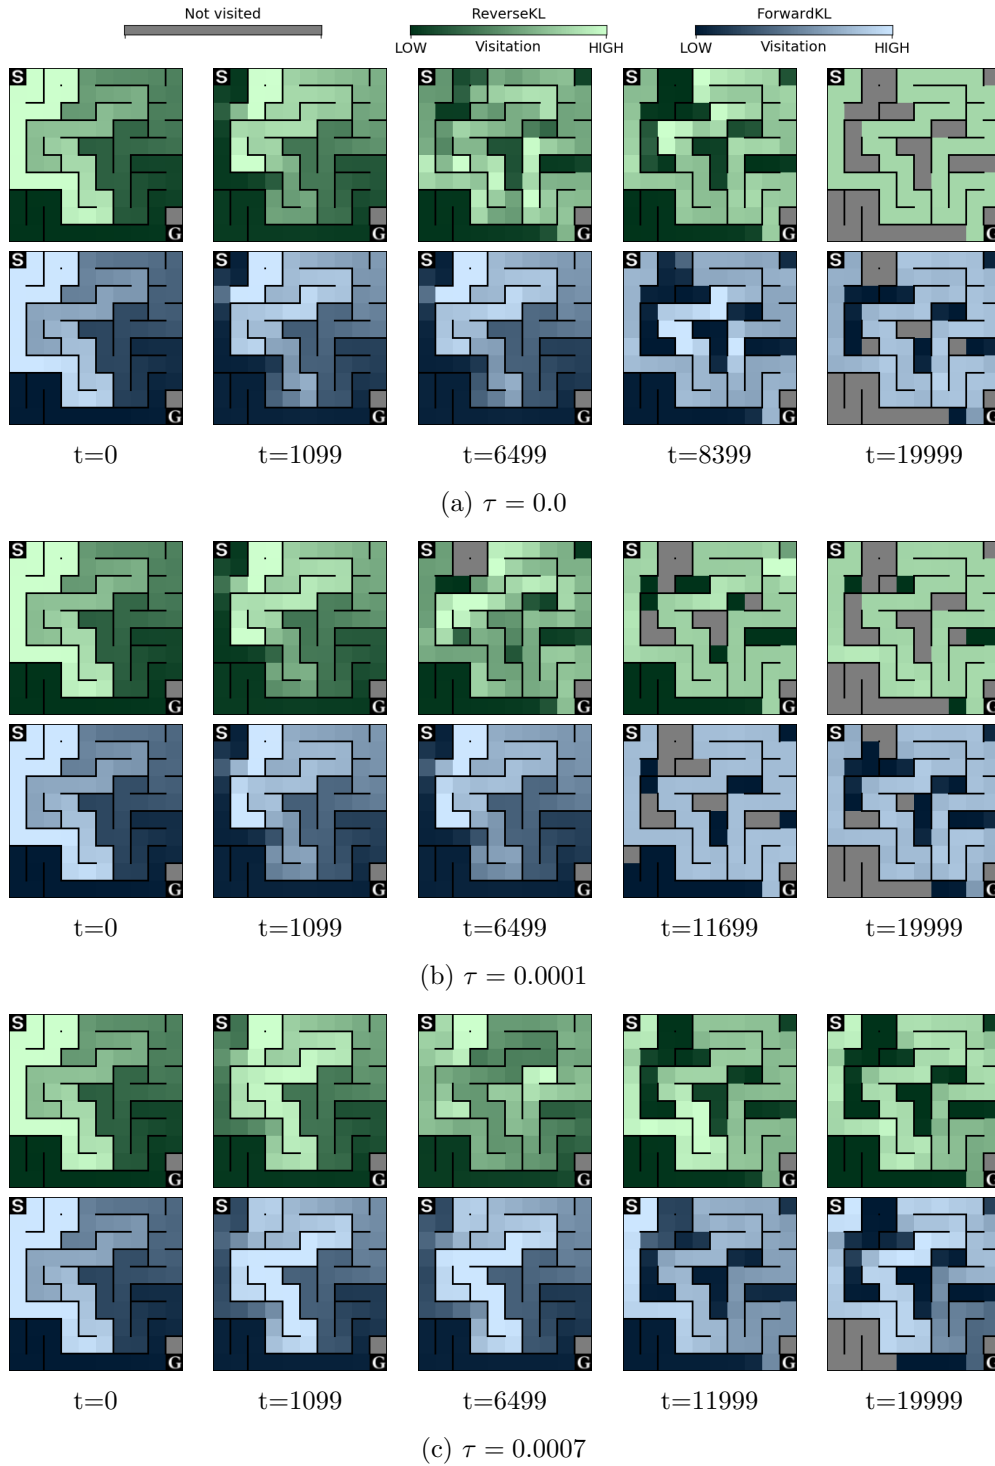 Not visited
ReverseKL
ForwardKL
LOW Visitation HIGH
LOW Visitation HIGH
S S S S S
G G G G G
S S S S S
G G G G G
t=0 t=1099 t=6499 t=8399 t=19999
(a) τ = 0.0
S S S S S
G G G G G
S S S S S
G G G G G
t=0 t=1099 t=6499 t=11699 t=19999
(b) τ = 0.0001
S S S S S
G G G G G
S S S S S
G G G G G
t=0 t=1099 t=6499 t=11999 t=19999
(c) τ = 0.0007